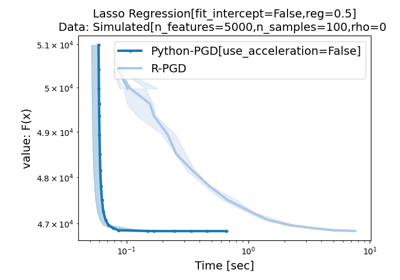 Lasso Regression[fit_intercept=False,reg=0.5]
Data: Simulated[n_features=5000,n_samples=100,rho=0
Python-PGD[use_acceleration=False]
R-PGD
value: F(x)
5.1 × 10⁴
5 × 10⁴
4.9 × 10⁴
4.8 × 10⁴
4.7 × 10⁴
10⁻¹
10⁰
10¹
Time [sec]